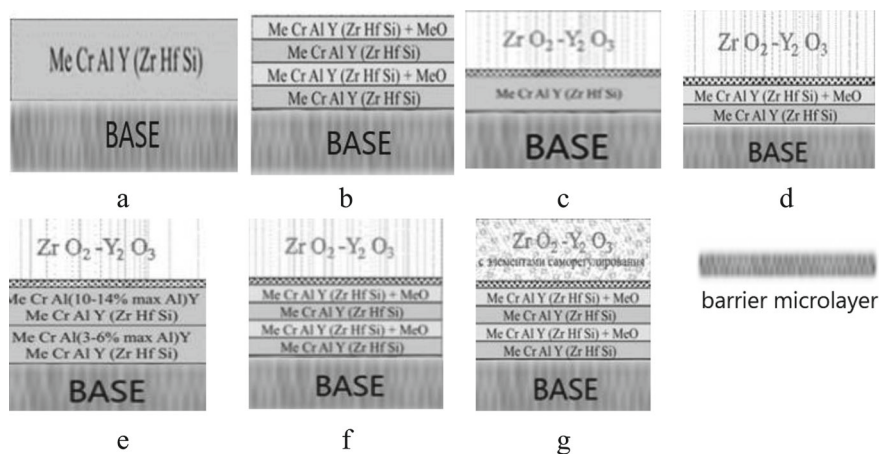 Me Cr Al Y (Zr Hf Si)
BASE
a
Me Cr Al Y (Zr Hf Si) + MeO
Me Cr Al Y (Zr Hf Si)
Me Cr Al Y (Zr Hf Si) + MeO
Me Cr Al Y (Zr Hf Si)
BASE
b
Zr O₂-Y₂ O₃
Me Cr Al Y (Zr Hf Si)
BASE
c
Zr O₂-Y₂ O₃
Me Cr Al Y (Zr Hf Si) + MeO
Me Cr Al Y (Zr Hf Si)
BASE
d
Zr O₂-Y₂ O₃
Me Cr Al(10-14% max Al)Y
Me Cr Al Y (Zr Hf Si)
Me Cr Al(3-6% max Al)Y
Me Cr Al Y (Zr Hf Si)
BASE
e
Zr O₂-Y₂ O₃
Me Cr Al Y (Zr Hf Si) + MeO
Me Cr Al Y (Zr Hf Si)
Me Cr Al Y (Zr Hf Si) + MeO
Me Cr Al Y (Zr Hf Si)
BASE
f
Zr O₂-Y₂ O₃
с элементами саморегулирования
Me Cr Al Y (Zr Hf Si) + MeO
Me Cr Al Y (Zr Hf Si)
Me Cr Al Y (Zr Hf Si) + MeO
Me Cr Al Y (Zr Hf Si)
BASE
g
barrier microlayer